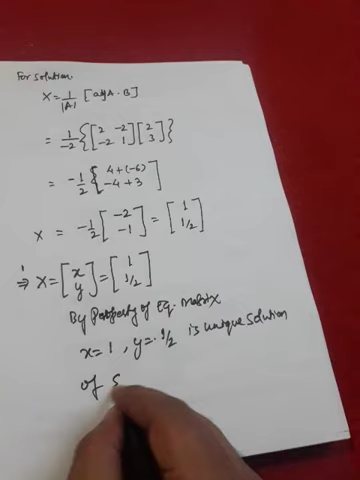 For solution.
X = 1/|A| [adjA · B]
= 1/-2 { [2 -2 -2 1] [2 3] }
= -1/2 { 4+(-6) -4+3 ]
X = -1/2 [-2 -1] = [1 1/2]
⇒ X = [x y] = [1 1/2]
By Property of Eq. Matrix
x = 1 , y = 1/2 is unique solution
of s